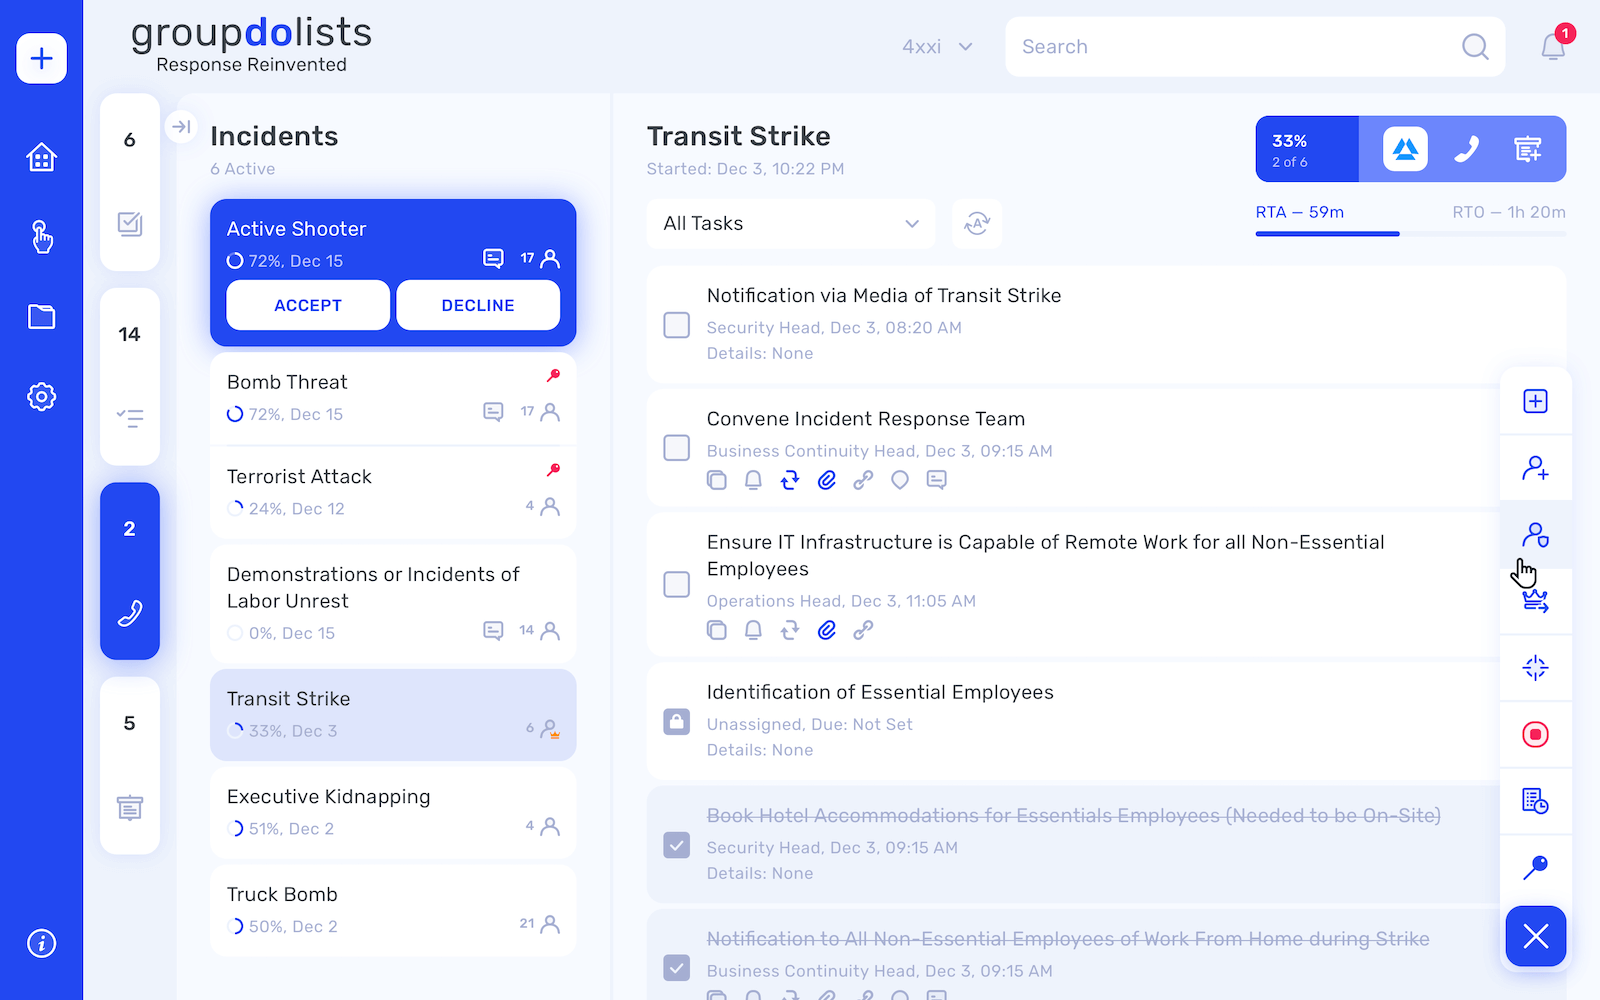 groupdolists
Response Reinvented
4xxi
Search
1
6
14
2
5
Incidents
6 Active
Active Shooter
72%, Dec 15
17
ACCEPT
DECLINE
Bomb Threat
72%, Dec 15
17
Terrorist Attack
24%, Dec 12
4
Demonstrations or Incidents of
Labor Unrest
0%, Dec 15
14
Transit Strike
33%, Dec 3
6
Executive Kidnapping
51%, Dec 2
4
Truck Bomb
50%, Dec 2
21
Transit Strike
Started: Dec 3, 10:22 PM
33%
2 of 6
RTA – 59m
RTO – 1h 20m
All Tasks
A
Notification via Media of Transit Strike
Security Head, Dec 3, 08:20 AM
Details: None
Convene Incident Response Team
Business Continuity Head, Dec 3, 09:15 AM
Ensure IT Infrastructure is Capable of Remote Work for all Non-Essential
Employees
Operations Head, Dec 3, 11:05 AM
Identification of Essential Employees
Unassigned, Due: Not Set
Details: None
Book Hotel Accommodations for Essentials Employees (Needed to be On-Site)
Security Head, Dec 3, 09:15 AM
Details: None
Notification to All Non-Essential Employees of Work From Home during Strike
Business Continuity Head, Dec 3, 09:15 AM